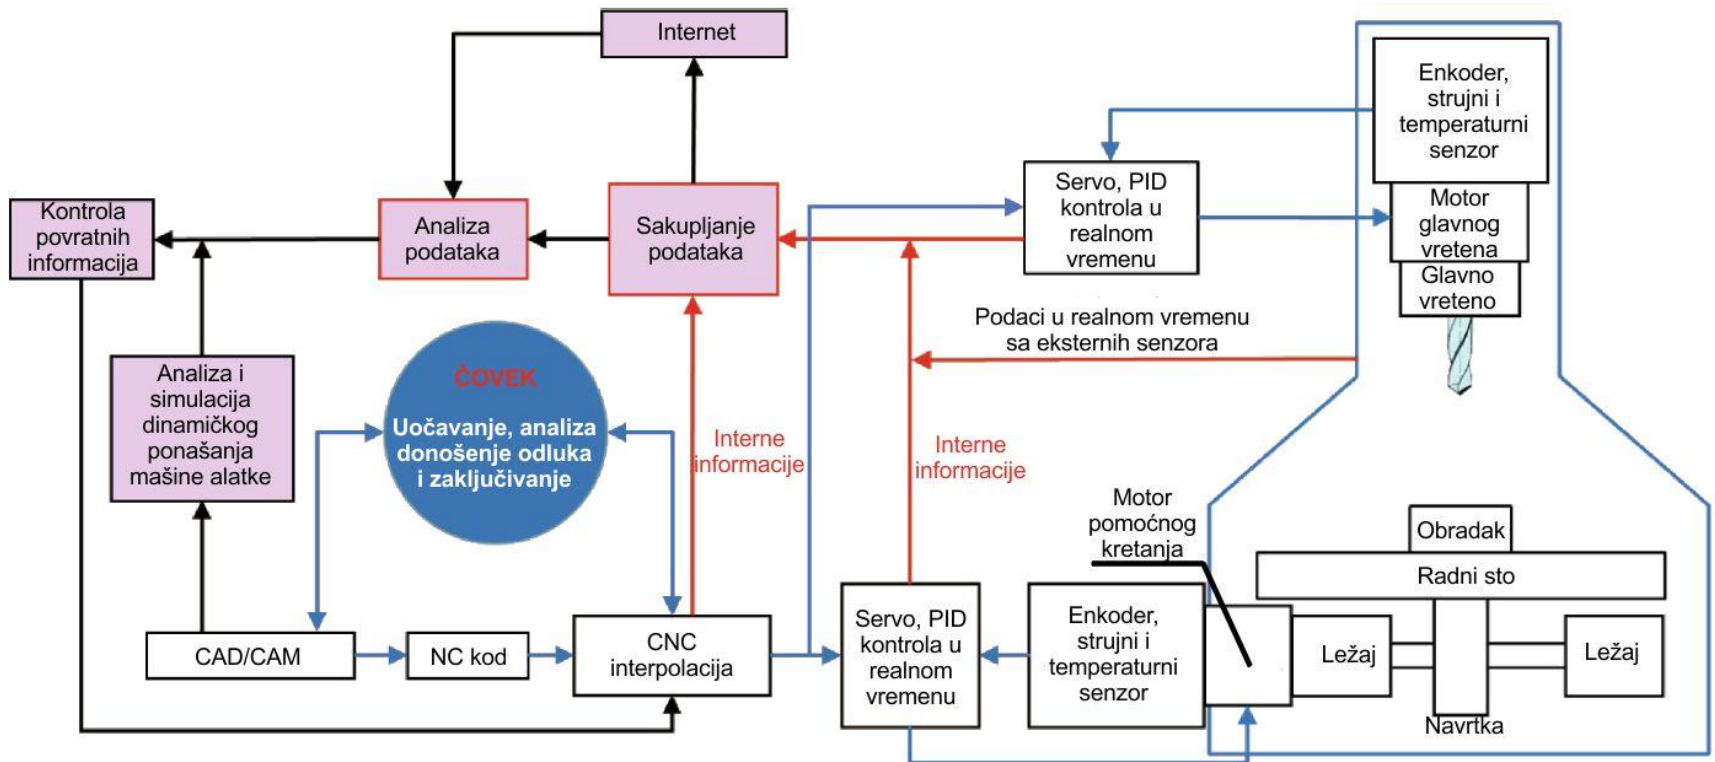 Internet
Enkoder,
strujni i
temperaturni
senzor
Servo, PID
kontrola u
realnom
vremenu
Motor
glavnog
vretena
Glavno
vreteno
Kontrola
povratnih
informacija
Analiza
podataka
Sakupljanje
podataka
Podaci u realnom vremenu
sa eksternih senzora
Analiza i
simulacija
dinamičkog
ponašanja
mašine alatke
ČOVEK
Uočavanje, analiza
donošenje odluka
i zaključivanje
Interne
informacije
Interne
informacije
Motor
pomoćnog
kretanja
Obradak
Radni sto
CAD/CAM
NC kod
CNC
interpolacija
Servo, PID
kontrola u
realnom
vremenu
Enkoder,
strujni i
temperaturni
senzor
Ležaj
Ležaj
Navrtka